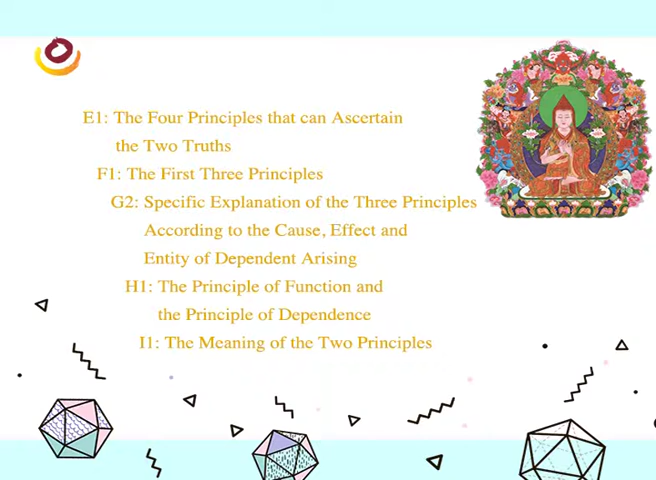 E1: The Four Principles that can Ascertain
the Two Truths
F1: The First Three Principles
G2: Specific Explanation of the Three Principles
According to the Cause, Effect and
Entity of Dependent Arising
H1: The Principle of Function and
the Principle of Dependence
I1: The Meaning of the Two Principles